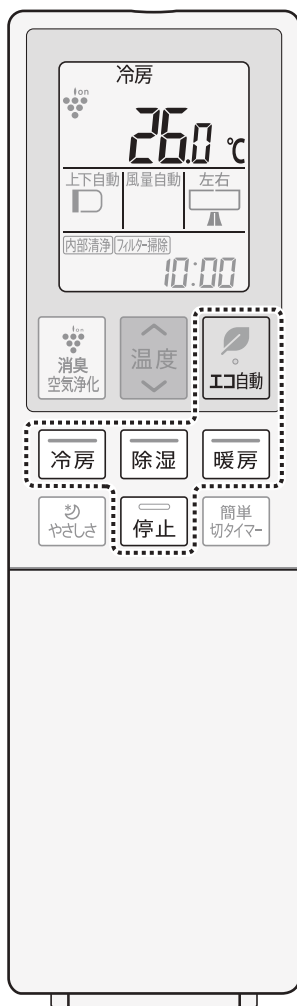 冷房
ion
26.0 ℃
上下自動 風量自動 左右
内部清浄 フィルター掃除
10:00
ion
消臭
空気浄化
温度
エコ自動
冷房 除湿 暖房
やさしさ
停止
簡単
切タイマー